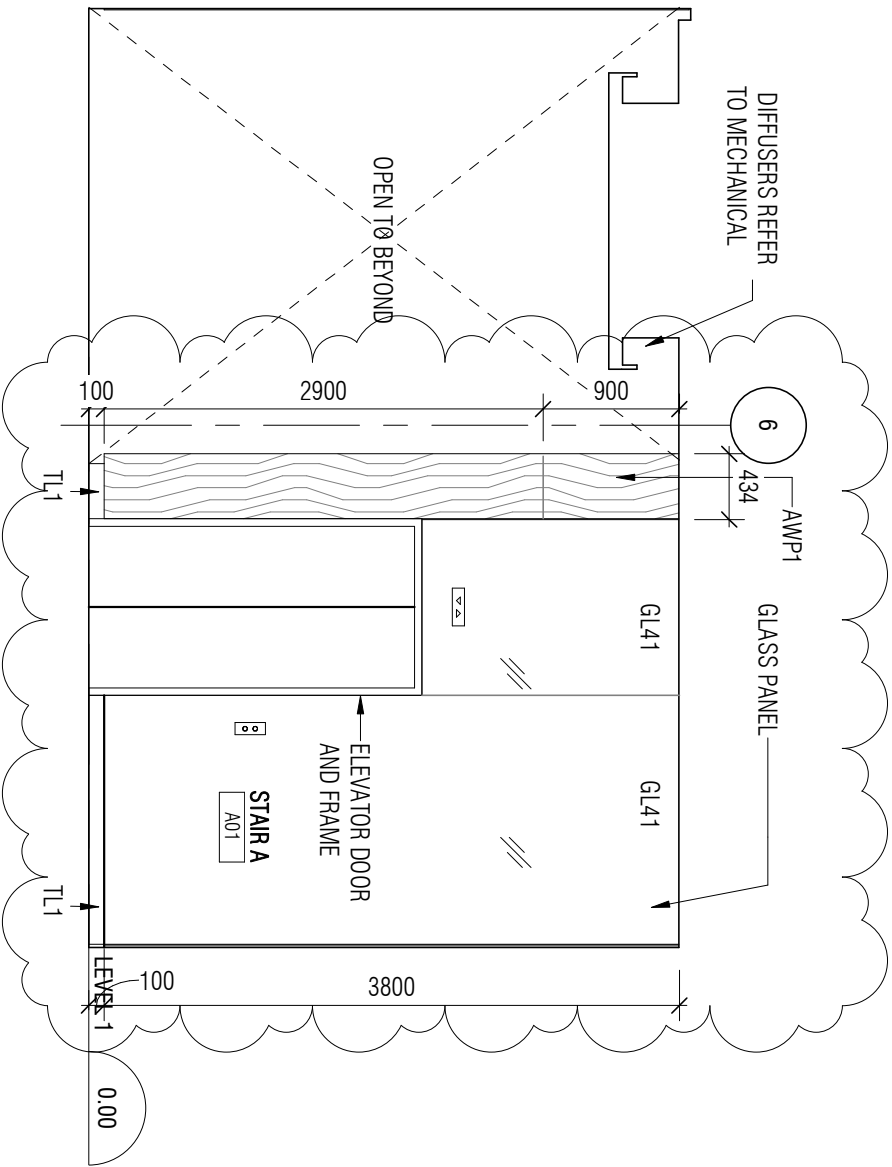 DIFFUSERS REFER
TO MECHANICAL
OPEN TO BEYOND
6
434
AWP1
GLASS PANEL
900
2900
100
GL41
GL41
ELEVATOR DOOR
AND FRAME
STAIR A
A01
TL1
TL1
3800
100
LEVEL 1
0.00